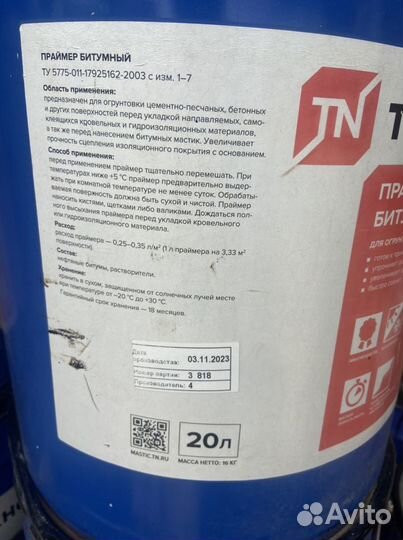 ПРАЙМЕР БИТУМНЫЙ
ТУ 5775-011-17925162-2003 с изм. 1–7
Область применения:
предназначен для огрунтовки цементно-песчаных, бетонных
и других поверхностей перед укладкой направляемых, само-
клеящихся кровельных и гидроизоляционных материалов,
а так же перед нанесением битумных мастик. Увеличивает
прочность сцепления изоляционного покрытия с основанием.
Способ применения:
перед применением праймер тщательно перемешать. При
температурах ниже +5 °С праймер предварительно выдер-
жать при комнатной температуре не менее суток. Обрабаты-
ваемая поверхность должна быть сухой и чистой. Праймер
наносить кистями, щетками либо валиками. Дождаться пол-
ного высыхания праймера перед укладкой кровельного
или гидроизоляционного материала.
Расход:
расход праймера — 0,25–0,35 л/м² (1 л праймера на 3,33 м²
поверхности).
Состав:
нефтяные битумы, растворители.
Хранение:
хранить в сухом, защищенном от солнечных лучей месте
при температуре от –20 °С до +30 °С.
Гарантийный срок хранения — 18 месяцев.
Дата
производства: 03.11.2023
Номер партии: 3 818
Производитель: 4
MASTIC.TN.RU
20 л
МАССА НЕТТО: 16 КГ
TN
ПРА
БИТ
ДЛЯ ОГРУН
Avito